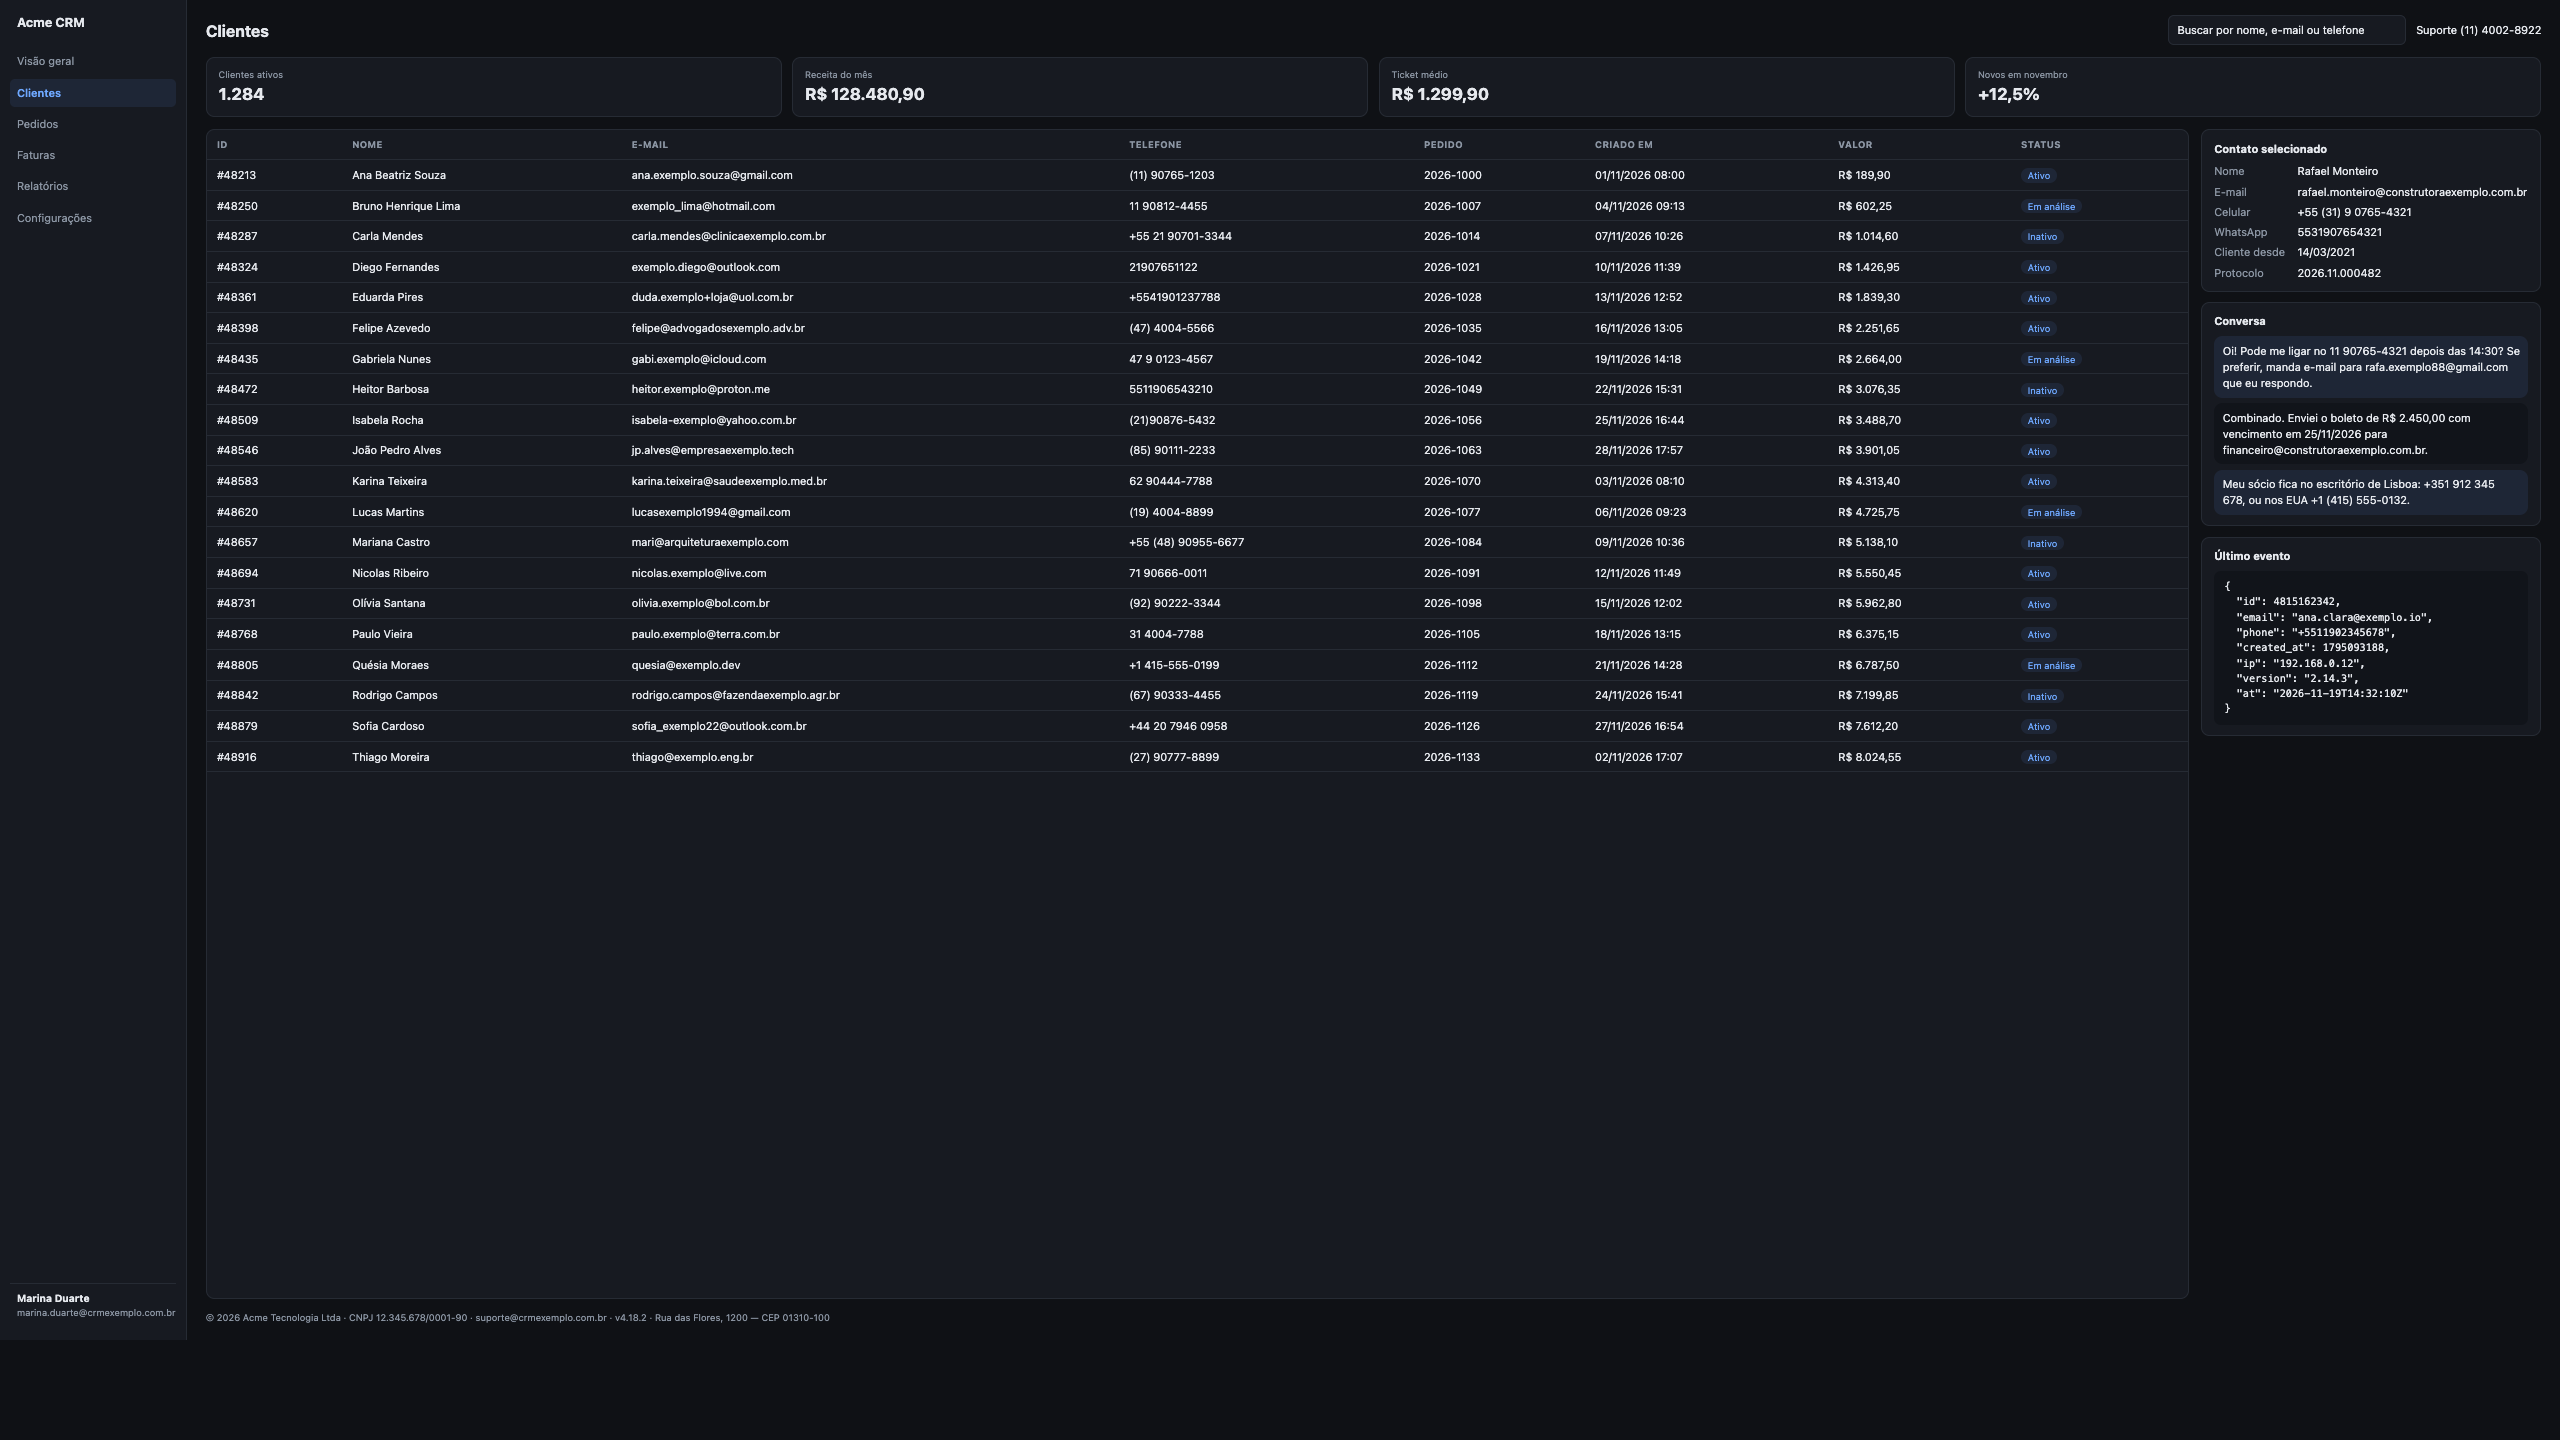 Acme CRM
Visão geral
Clientes
Pedidos
Faturas
Relatórios
Configurações
Marina Duarte
marina.duarte@crmexemplo.com.br
Clientes
Buscar por nome, e-mail ou telefone
Suporte (11) 4002-8922
Clientes ativos
1.284
Receita do mês
R$ 128.480,90
Ticket médio
R$ 1.299,90
Novos em novembro
+12,5%
ID NOME E-MAIL TELEFONE PEDIDO CRIADO EM VALOR STATUS
#48213 Ana Beatriz Souza ana.exemplo.souza@gmail.com (11) 90765-1203 2026-1000 01/11/2026 08:00 R$ 189,90 Ativo
#48250 Bruno Henrique Lima exemplo_lima@hotmail.com 11 90812-4455 2026-1007 04/11/2026 09:13 R$ 602,25 Em análise
#48287 Carla Mendes carla.mendes@clinicaexemplo.com.br +55 21 90701-3344 2026-1014 07/11/2026 10:26 R$ 1.014,60 Inativo
#48324 Diego Fernandes exemplo.diego@outlook.com 21907651122 2026-1021 10/11/2026 11:39 R$ 1.426,95 Ativo
#48361 Eduarda Pires duda.exemplo+loja@uol.com.br +5541901237788 2026-1028 13/11/2026 12:52 R$ 1.839,30 Ativo
#48398 Felipe Azevedo felipe@advogadosexemplo.adv.br (47) 4004-5566 2026-1035 16/11/2026 13:05 R$ 2.251,65 Ativo
#48435 Gabriela Nunes gabi.exemplo@icloud.com 47 9 0123-4567 2026-1042 19/11/2026 14:18 R$ 2.664,00 Em análise
#48472 Heitor Barbosa heitor.exemplo@proton.me 5511906543210 2026-1049 22/11/2026 15:31 R$ 3.076,35 Inativo
#48509 Isabela Rocha isabela-exemplo@yahoo.com.br (21)90876-5432 2026-1056 25/11/2026 16:44 R$ 3.488,70 Ativo
#48546 João Pedro Alves jp.alves@empresaexemplo.tech (85) 90111-2233 2026-1063 28/11/2026 17:57 R$ 3.901,05 Ativo
#48583 Karina Teixeira karina.teixeira@saudeexemplo.med.br 62 90444-7788 2026-1070 03/11/2026 08:10 R$ 4.313,40 Ativo
#48620 Lucas Martins lucasexemplo1994@gmail.com (19) 4004-8899 2026-1077 06/11/2026 09:23 R$ 4.725,75 Em análise
#48657 Mariana Castro mari@arquiteturaexemplo.com +55 (48) 90955-6677 2026-1084 09/11/2026 10:36 R$ 5.138,10 Inativo
#48694 Nicolas Ribeiro nicolas.exemplo@live.com 71 90666-0011 2026-1091 12/11/2026 11:49 R$ 5.550,45 Ativo
#48731 Olívia Santana olivia.exemplo@bol.com.br (92) 90222-3344 2026-1098 15/11/2026 12:02 R$ 5.962,80 Ativo
#48768 Paulo Vieira paulo.exemplo@terra.com.br 31 4004-7788 2026-1105 18/11/2026 13:15 R$ 6.375,15 Ativo
#48805 Quésia Moraes quesia@exemplo.dev +1 415-555-0199 2026-1112 21/11/2026 14:28 R$ 6.787,50 Em análise
#48842 Rodrigo Campos rodrigo.campos@fazendaexemplo.agr.br (67) 90333-4455 2026-1119 24/11/2026 15:41 R$ 7.199,85 Inativo
#48879 Sofia Cardoso sofia_exemplo22@outlook.com.br +44 20 7946 0958 2026-1126 27/11/2026 16:54 R$ 7.612,20 Ativo
#48916 Thiago Moreira thiago@exemplo.eng.br (27) 90777-8899 2026-1133 02/11/2026 17:07 R$ 8.024,55 Ativo
Contato selecionado
Nome Rafael Monteiro
E-mail rafael.monteiro@construtoraexemplo.com.br
Celular +55 (31) 9 0765-4321
WhatsApp 5531907654321
Cliente desde 14/03/2021
Protocolo 2026.11.000482
Conversa
Oi! Pode me ligar no 11 90765-4321 depois das 14:30? Se
preferir, manda e-mail para rafa.exemplo88@gmail.com
que eu respondo.
Combinado. Enviei o boleto de R$ 2.450,00 com
vencimento em 25/11/2026 para
financeiro@construtoraexemplo.com.br.
Meu sócio fica no escritório de Lisboa: +351 912 345
678, ou nos EUA +1 (415) 555-0132.
Último evento
{
"id": 4815162342,
"email": "ana.clara@exemplo.io",
"phone": "+5511902345678",
"created_at": 1795093188,
"ip": "192.168.0.12",
"version": "2.14.3",
"at": "2026-11-19T14:32:10Z"
}
© 2026 Acme Tecnologia Ltda · CNPJ 12.345.678/0001-90 · suporte@crmexemplo.com.br · v4.18.2 · Rua das Flores, 1200 — CEP 01310-100